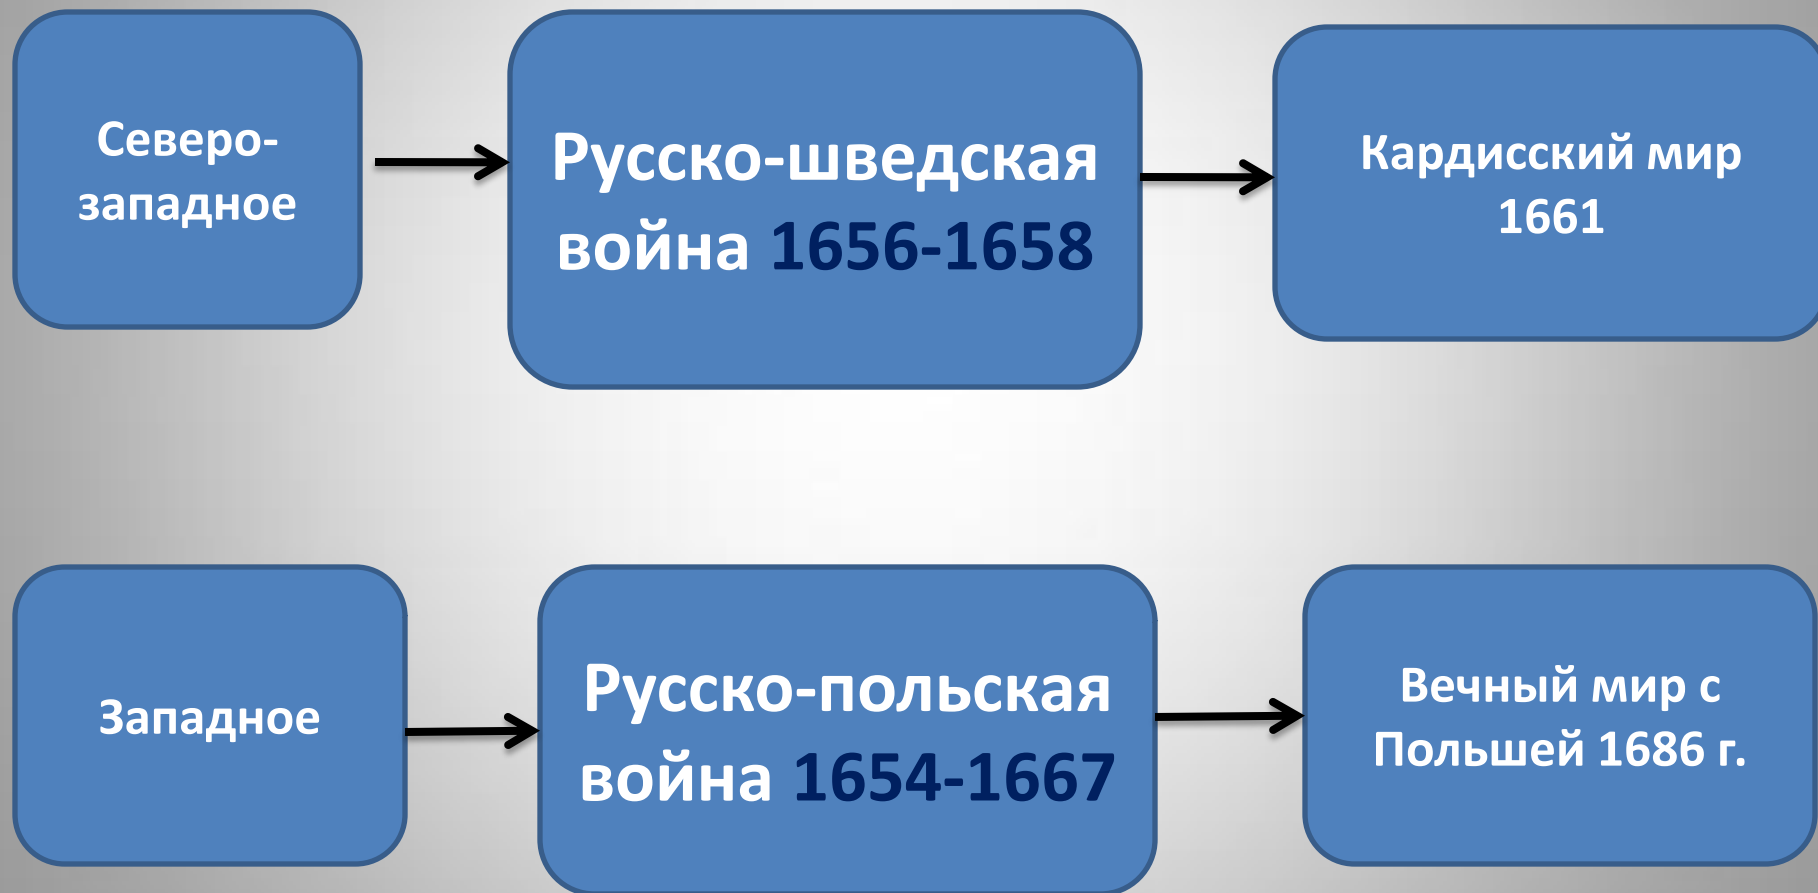 Северо-
западное
Русско-шведская
война 1656-1658
Кардисский мир
1661
Западное
Русско-польская
война 1654-1667
Вечный мир с
Польшей 1686 г.